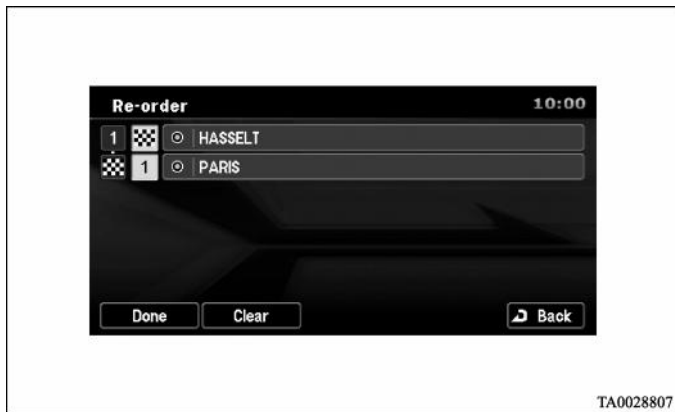 Re-order 10:00
1 HASSELT
1 PARIS
Done Clear Back
TA0028807